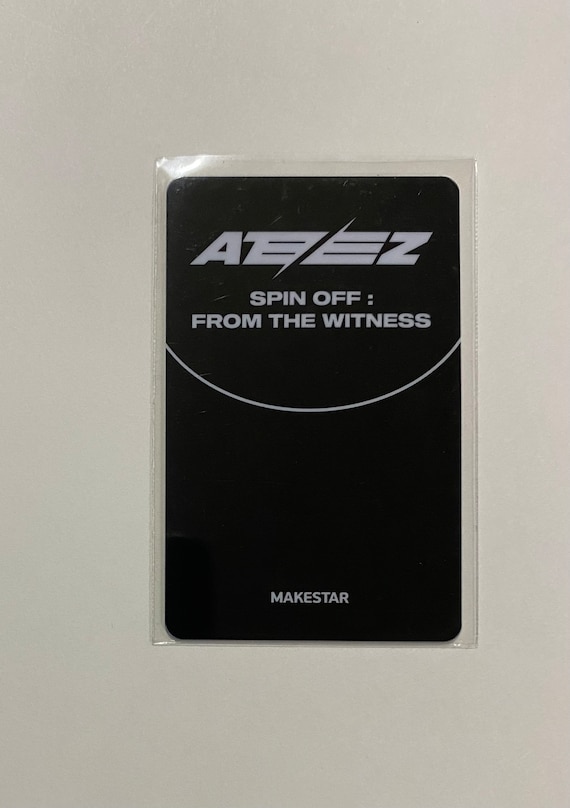 ATEEZ
SPIN OFF :
FROM THE WITNESS
MAKESTAR